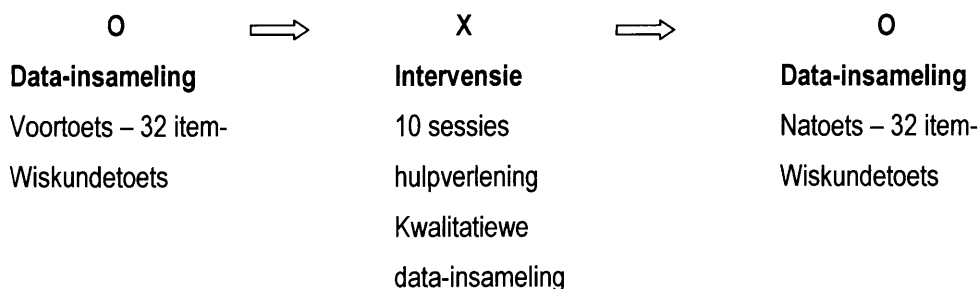 O ⇒ X ⇒ O
Data-insameling Intervensie Data-insameling
Voortoets – 32 item- 10 sessies Natoets – 32 item-
Wiskundetoets hulpverlening Wiskundetoets
Kwalitatiewe
data-insameling